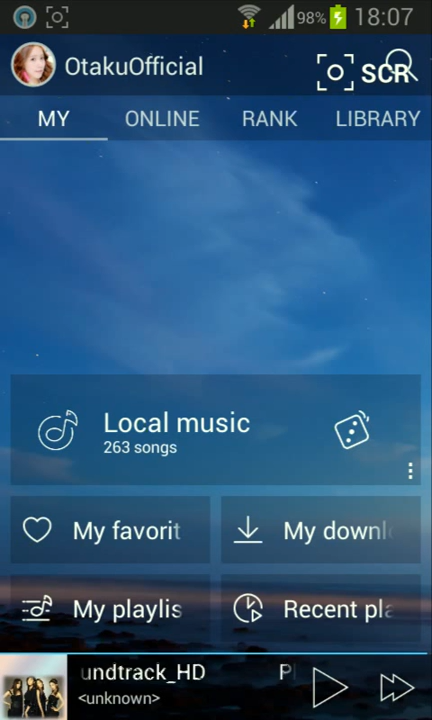 98% 18:07
OtakuOfficial
SCR
MY ONLINE RANK LIBRARY
Local music
263 songs
My favorit
My downl
My playlis
Recent pla
undtrack_HD
<unknown>